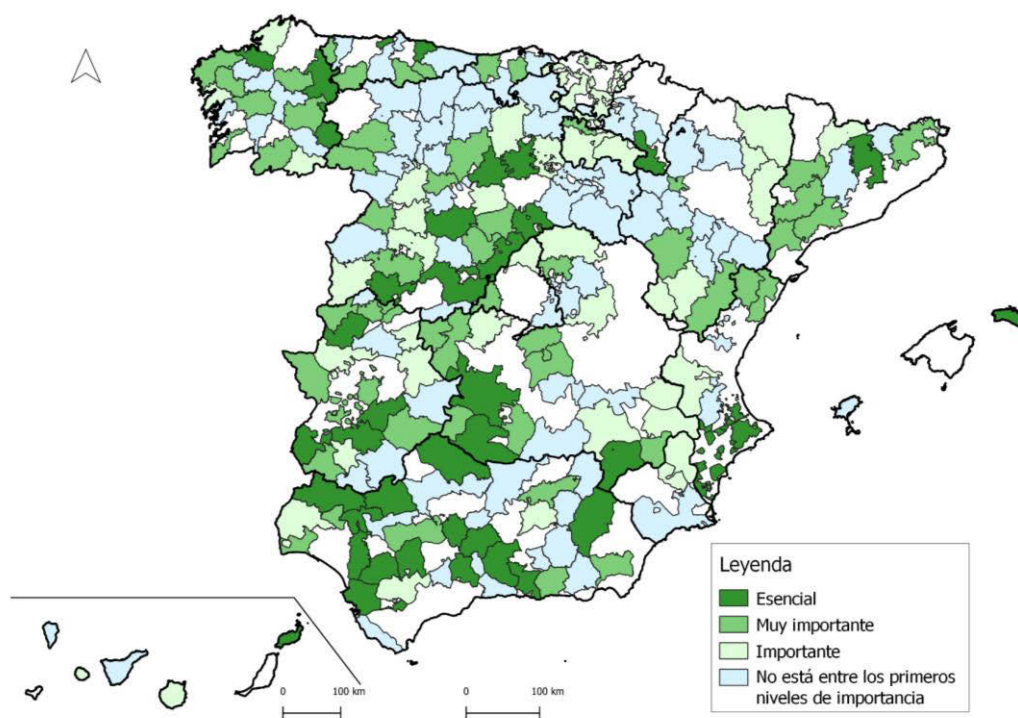 Leyenda
Esencial
Muy importante
Importante
No está entre los primeros
niveles de importancia
0 100 km
0 100 km